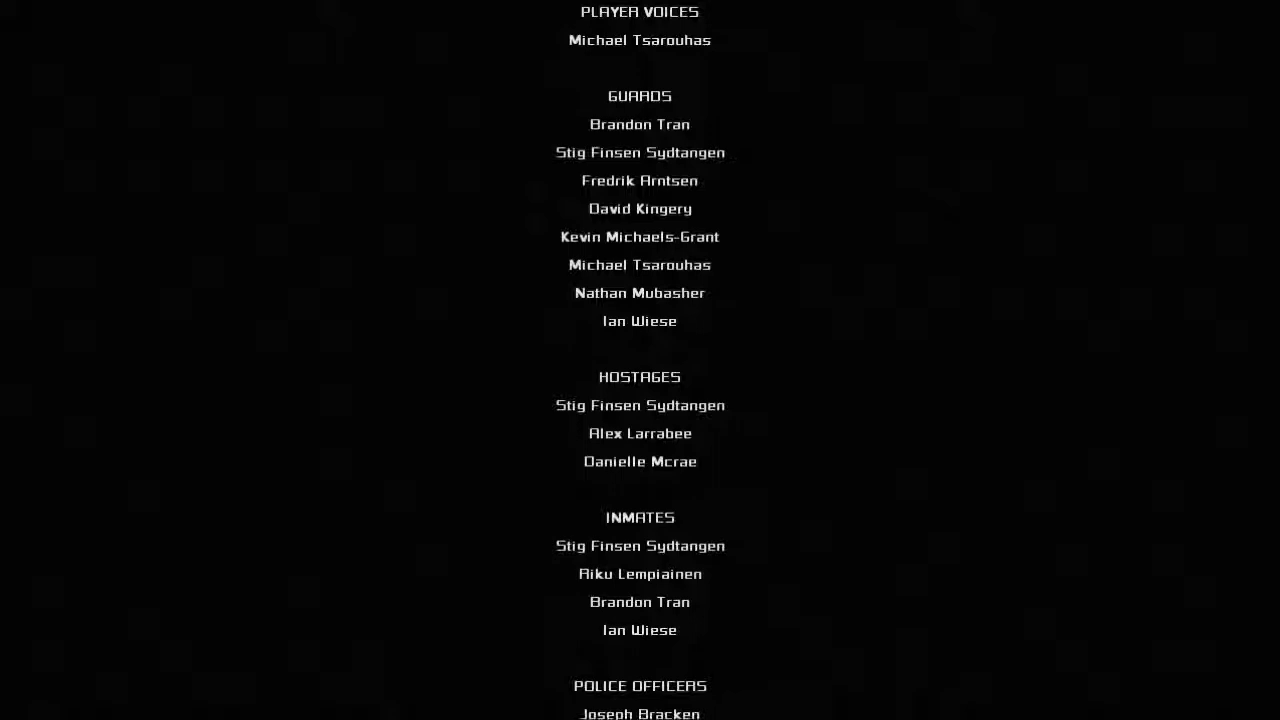 PLAYER VOICES
Michael Tsarouhas
GUARDS
Brandon Tran
Stig Finsen Sydtangen
Fredrik Arntsen
David Kingery
Kevin Michaels-Grant
Michael Tsarouhas
Nathan Mubasher
Ian Wiese
HOSTAGES
Stig Finsen Sydtangen
Alex Larrabee
Danielle Mcrae
INMATES
Stig Finsen Sydtangen
Riku Lempiainen
Brandon Tran
Ian Wiese
POLICE OFFICERS
Joseph Bracken